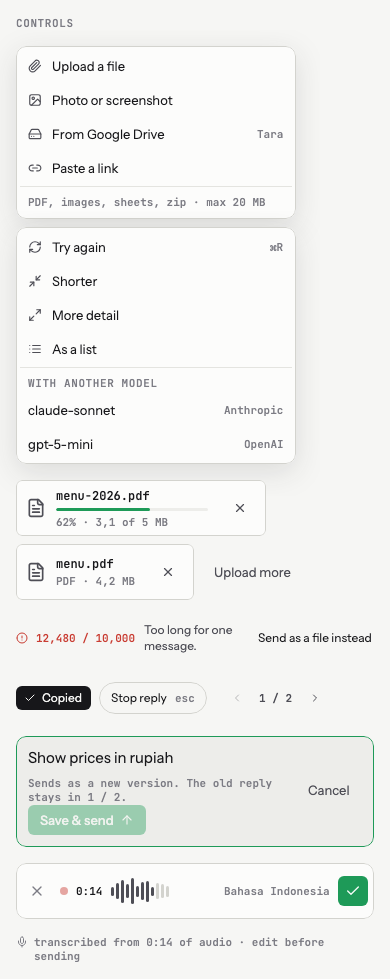 CONTROLS
Upload a file
Photo or screenshot
From Google Drive Tara
Paste a link
PDF, images, sheets, zip · max 20 MB
Try again ⌘R
Shorter
More detail
As a list
WITH ANOTHER MODEL
claude-sonnet Anthropic
gpt-5-mini OpenAI
menu-2026.pdf
62% · 3,1 of 5 MB
menu.pdf
PDF · 4,2 MB
Upload more
12,480 / 10,000
Too long for one
message.
Send as a file instead
Copied
Stop reply esc
1 / 2
Show prices in rupiah
Sends as a new version. The old reply
stays in 1 / 2.
Cancel
Save & send
0:14
Bahasa Indonesia
transcribed from 0:14 of audio · edit before
sending